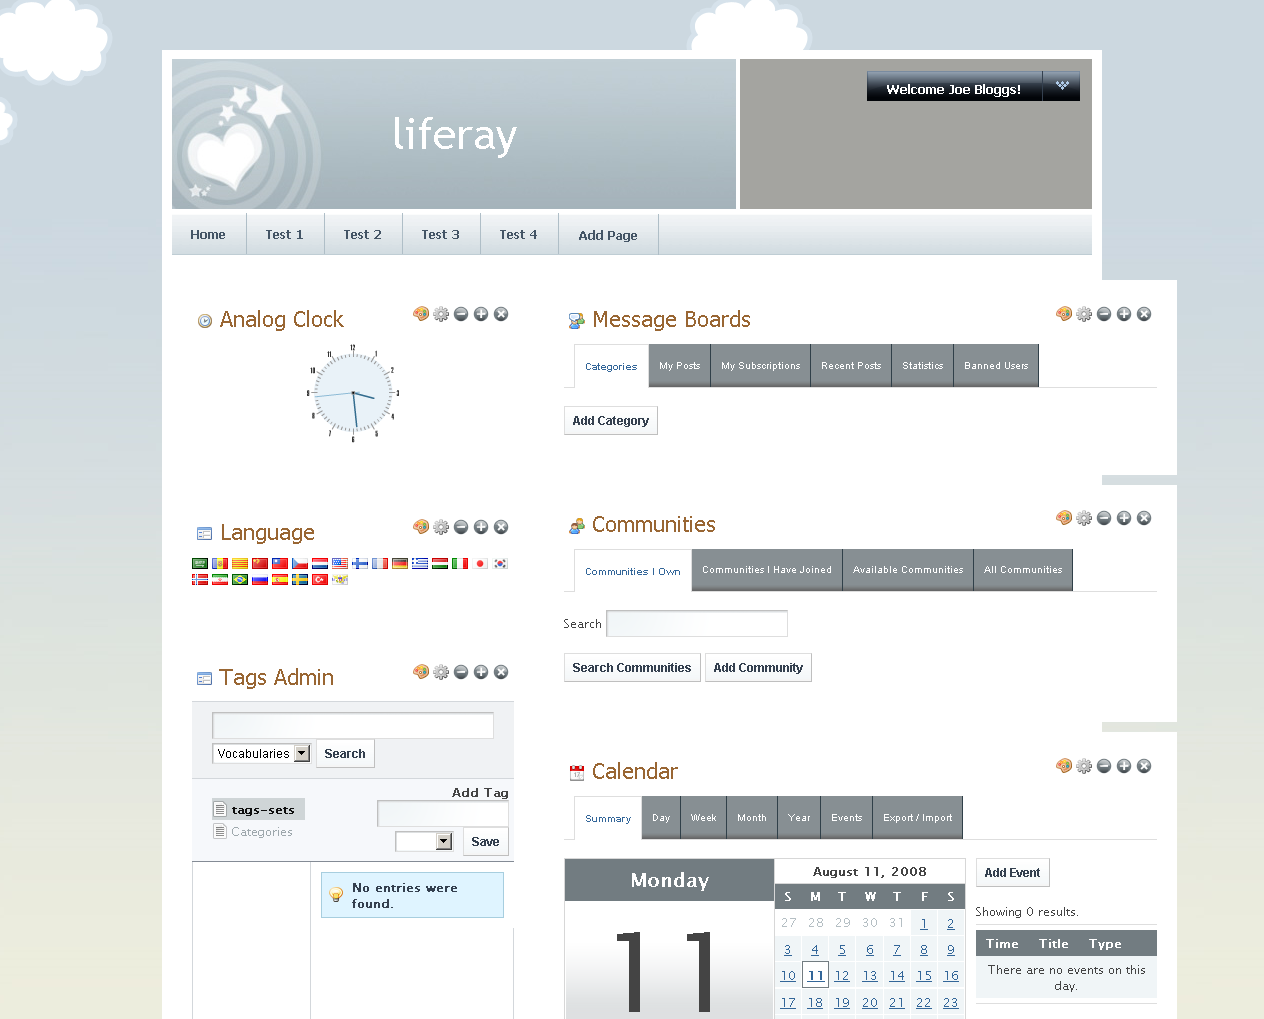 liferay
Welcome Joe Bloggs!
Home Test 1 Test 2 Test 3 Test 4 Add Page
Analog Clock
12 1 2 3 4 5 6 7 8 9 10 11
Language
Tags Admin
Vocabularies Search
Add Tag
tags-sets
Categories
Save
No entries were
found.
Message Boards
Categories My Posts My Subscriptions Recent Posts Statistics Banned Users
Add Category
Communities
Communities I Own Communities I Have Joined Available Communities All Communities
Search
Search Communities Add Community
Calendar
Summary Day Week Month Year Events Export / Import
Monday
11
August 11, 2008
S M T W T F S
27 28 29 30 31 1 2
3 4 5 6 7 8 9
10 11 12 13 14 15 16
17 18 19 20 21 22 23
Add Event
Showing 0 results.
Time Title Type
There are no events on this
day.